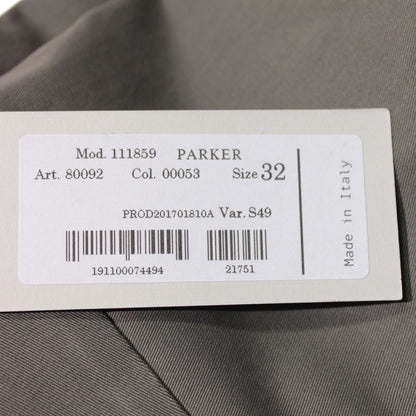 Mod. 111859 PARKER
Art. 80092 Col. 00053 Size 32
PROD201701810A Var. S49
191100074494 21751
Made in Italy